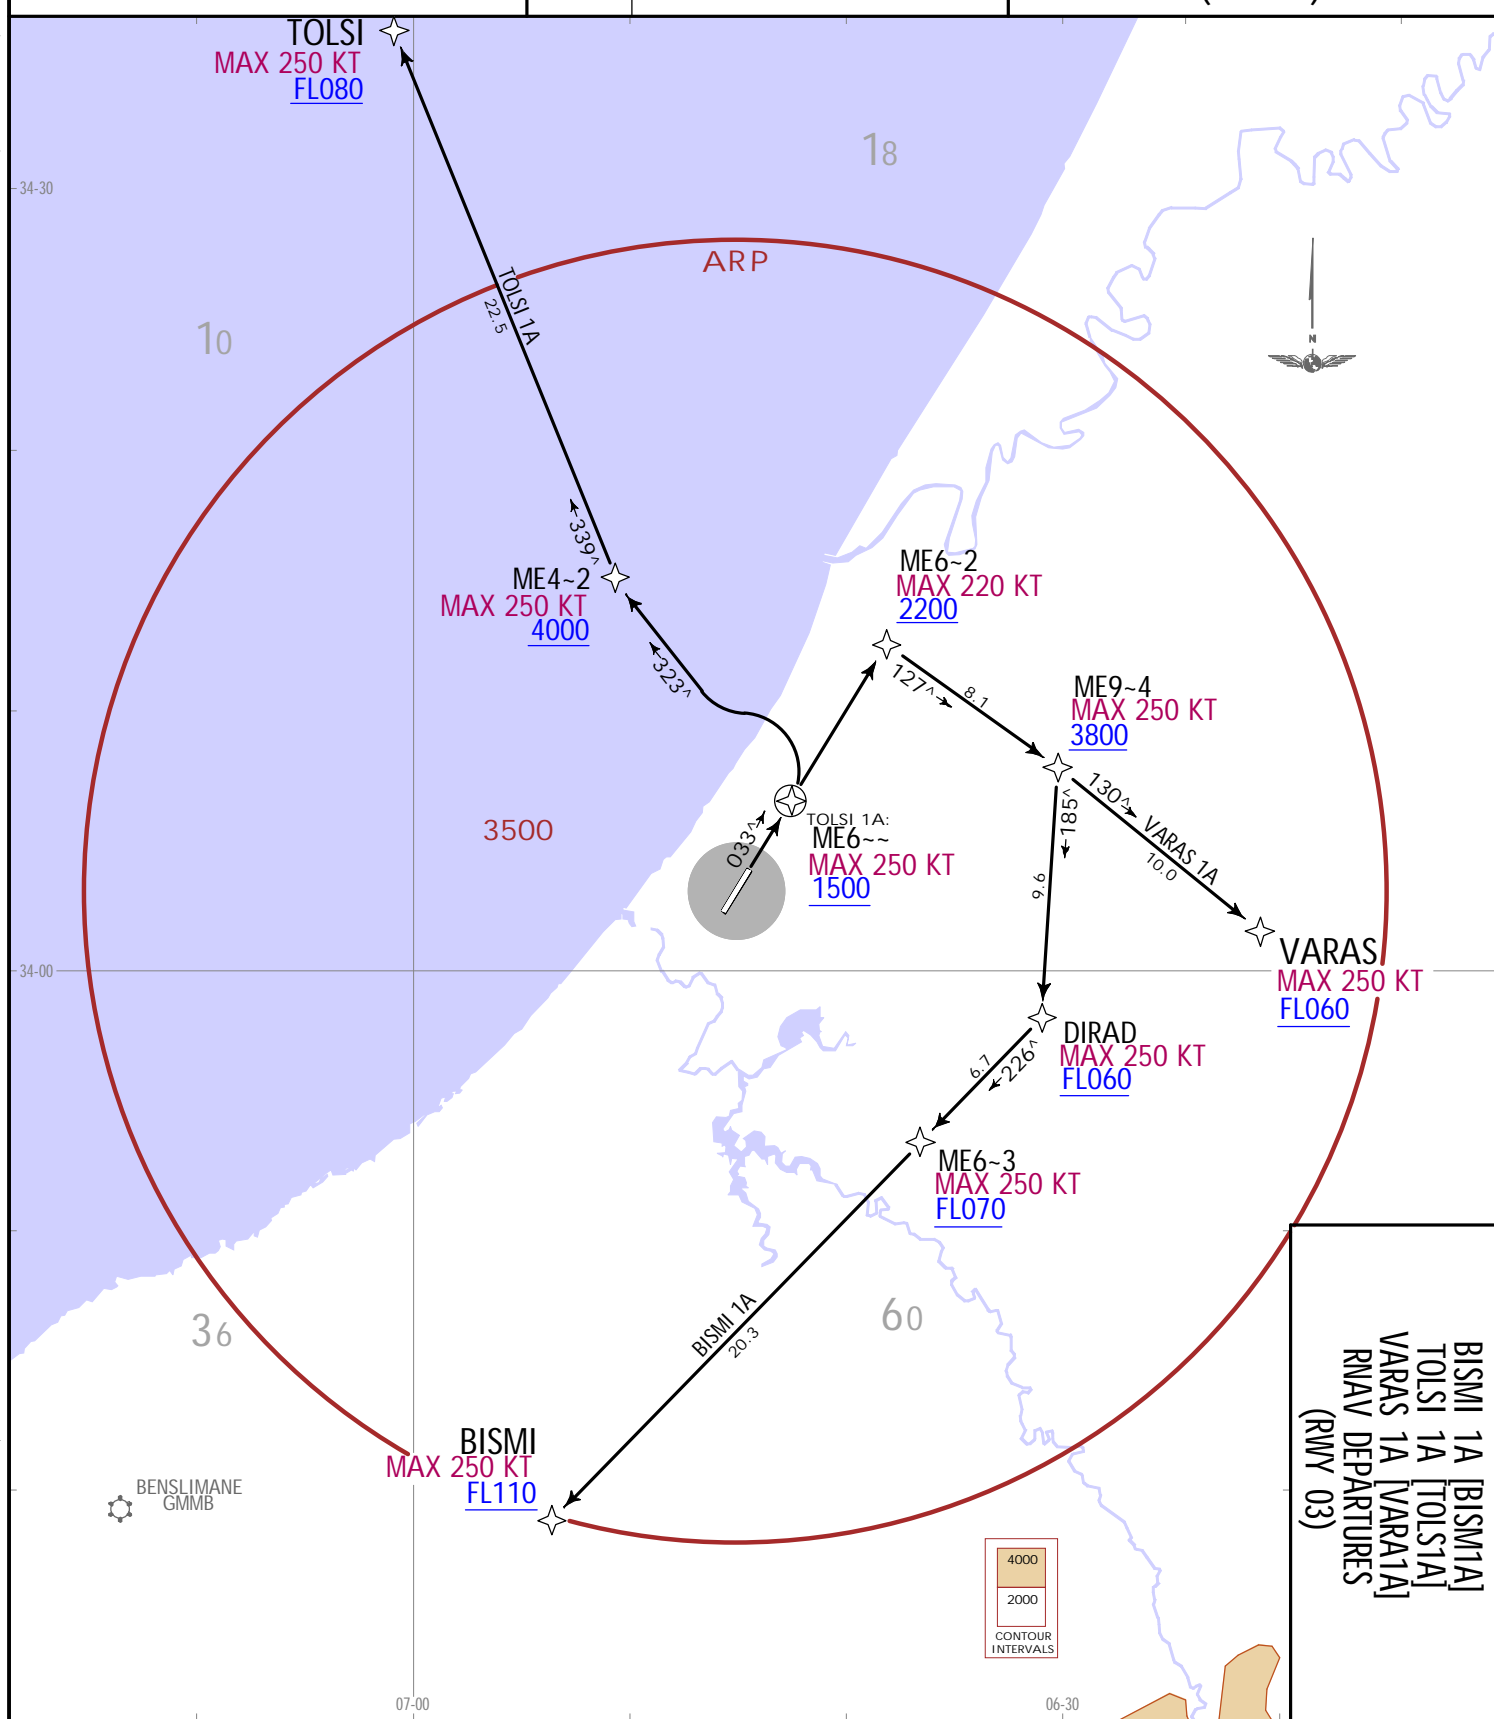 TOLSI
MAX 250 KT
FL080
18
34-30
ARP
TOLSI 1A
22.5
10
N
←339^
ME4~2
MAX 250 KT
4000
ME6~2
MAX 220 KT
2200
←323^
127^→
8.1
ME9~4
MAX 250 KT
3800
130^→
VARAS 1A
10.0
←185^
9.6
3500
033^→
TOLSI 1A:
ME6~~
MAX 250 KT
1500
34-00
VARAS
MAX 250 KT
FL060
DIRAD
MAX 250 KT
FL060
6.7
←226^
ME6~3
MAX 250 KT
FL070
36
60
BISMI 1A
20.3
BISMI
MAX 250 KT
FL110
BENSLIMANE
GMMB
BISMI 1A [BISM1A]
TOLSI 1A [TOLS1A]
VARAS 1A [VARA1A]
RNAV DEPARTURES
(RWY 03)
4000
2000
CONTOUR
INTERVALS
07-00
06-30